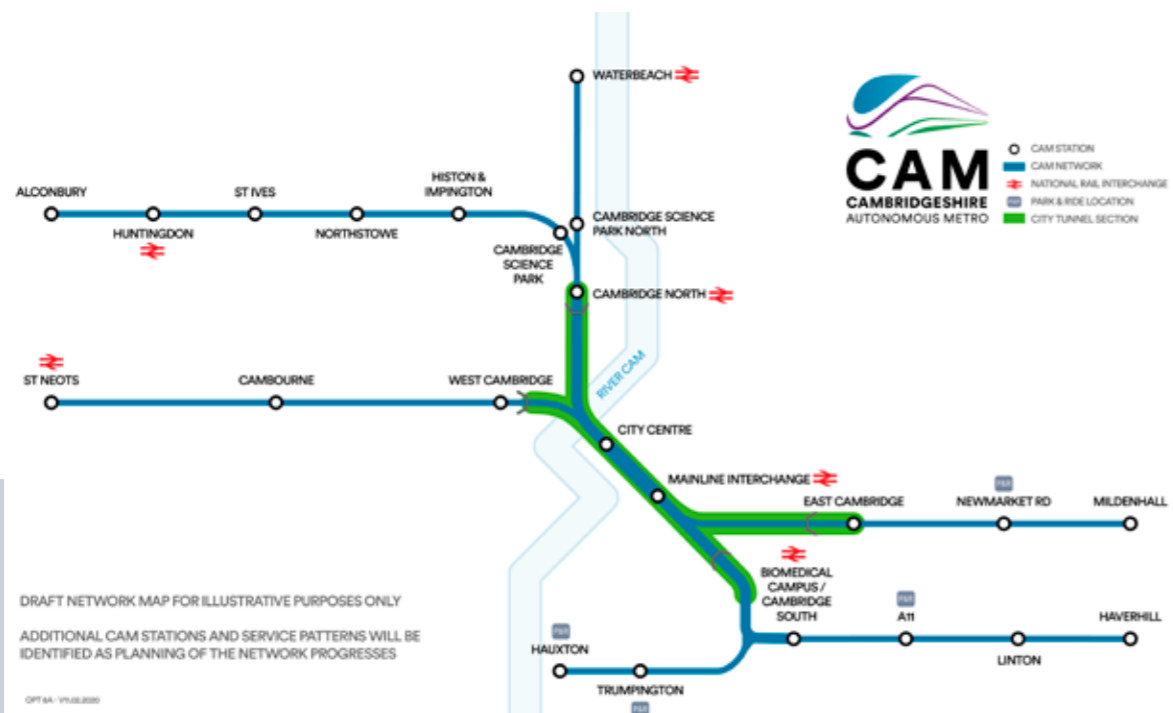 WATERBEACH
CAM
CAMBRIDGESHIRE
AUTONOMOUS METRO
CAM STATION
CAM NETWORK
NATIONAL RAIL INTERCHANGE
P&R
PARK & RIDE LOCATION
CITY TUNNEL SECTION
ALCONBURY
HUNTINGDON
ST IVES
NORTHSTOWE
HISTON &
IMPINGTON
CAMBRIDGE
SCIENCE
PARK
CAMBRIDGE SCIENCE
PARK NORTH
CAMBRIDGE NORTH
ST NEOTS
CAMBOURNE
WEST CAMBRIDGE
RIVER CAM
CITY CENTRE
MAINLINE INTERCHANGE
EAST CAMBRIDGE
P&R
NEWMARKET RD
MILDENHALL
BIOMEDICAL
CAMPUS /
CAMBRIDGE
SOUTH
P&R
A11
LINTON
HAVERHILL
P&R
HAUXTON
TRUMPINGTON
P&R
DRAFT NETWORK MAP FOR ILLUSTRATIVE PURPOSES ONLY
ADDITIONAL CAM STATIONS AND SERVICE PATTERNS WILL BE
IDENTIFIED AS PLANNING OF THE NETWORK PROGRESSES